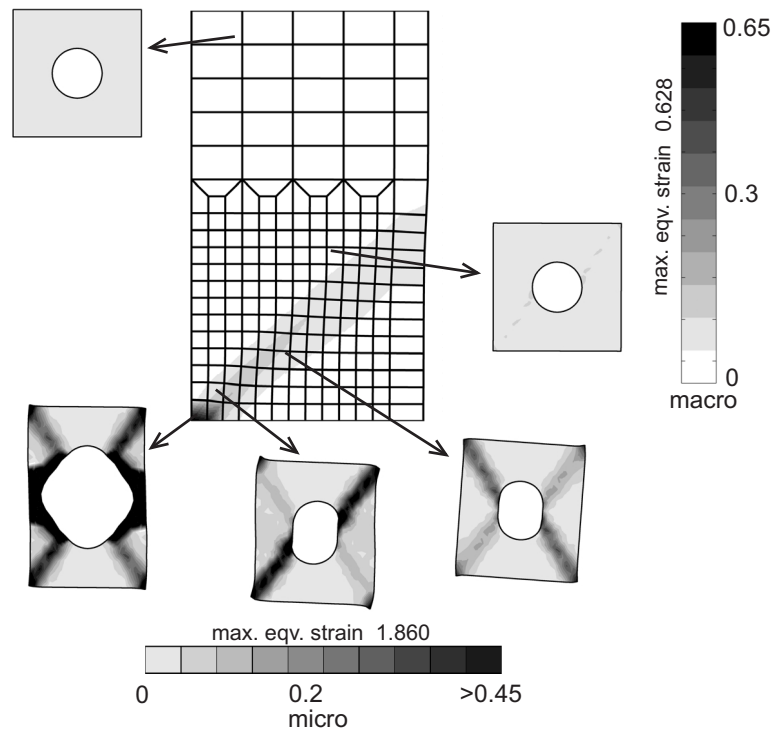 0.65
max. eqv. strain 0.628
0.3
0
macro
max. eqv. strain 1.860
0 0.2 >0.45
micro